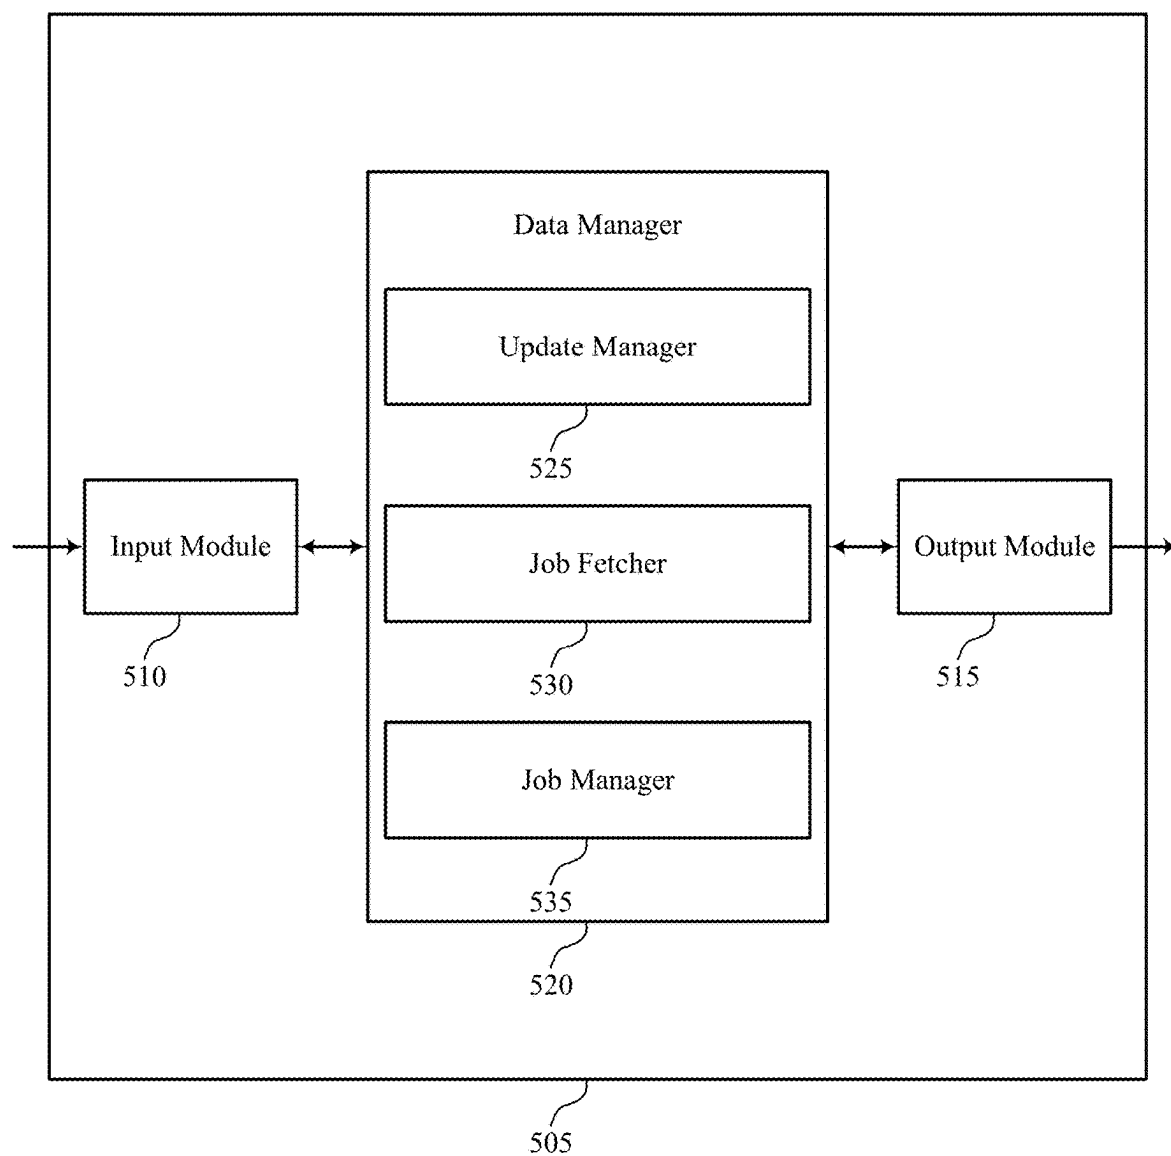 Data Manager
Update Manager
525
Input Module
510
Job Fetcher
530
Output Module
515
Job Manager
535
520
505